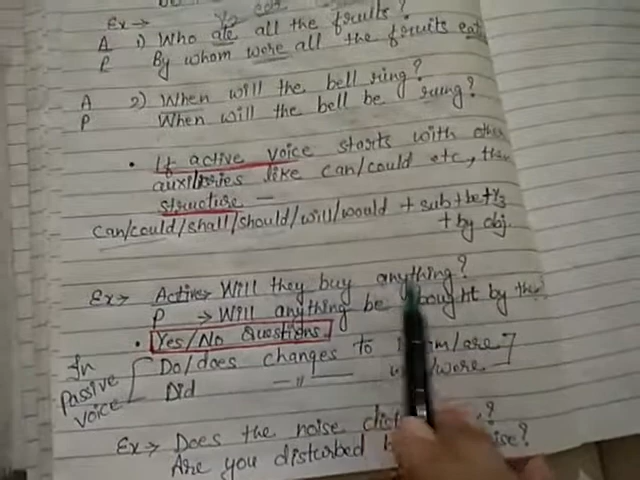 Ex→
A 1) Who ate all the fruits?
P By whom were all the fruits
A 2) When will the bell ring?
P When will the bell be rung?
• If active voice starts with other
auxiliaries like can/could etc, then
structure —
can/could/shall/should/will/would + sub + be + V3
+ by obj.
Ex→ Active→ Will they buy anything?
P → Will anything be bought by
• Yes/No Questions
In passive voice
Do/does changes to /are
Did — " — /were
Ex→ Does the noise ?
Are you disturbed